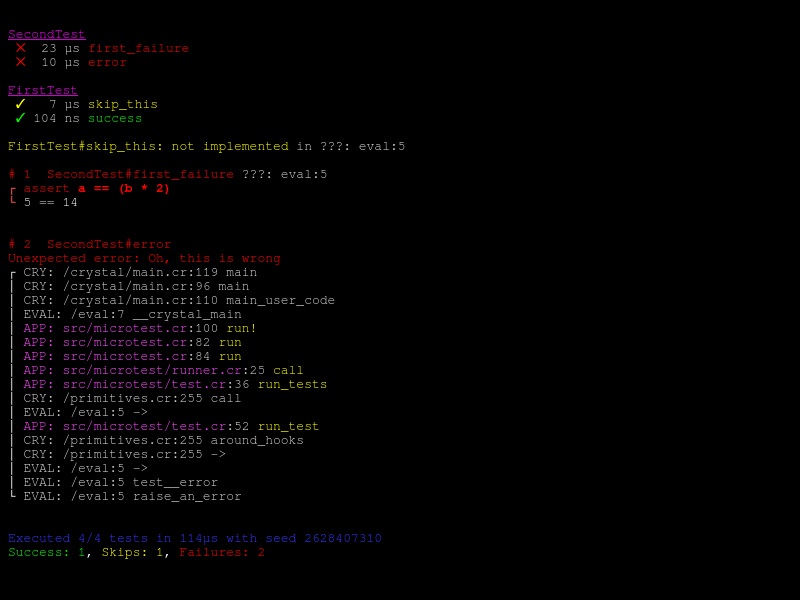 SecondTest
✕ 23 µs first_failure
✕ 10 µs error
FirstTest
✓ 7 µs skip_this
✓ 104 ns success
FirstTest#skip_this: not implemented in ???: eval:5
# 1 SecondTest#first_failure ???: eval:5
┌ assert a == (b * 2)
└ 5 == 14
# 2 SecondTest#error
Unexpected error: Oh, this is wrong
┌ CRY: /crystal/main.cr:119 main
│ CRY: /crystal/main.cr:96 main
│ CRY: /crystal/main.cr:110 main_user_code
│ EVAL: /eval:7 __crystal_main
│ APP: src/microtest.cr:100 run!
│ APP: src/microtest.cr:82 run
│ APP: src/microtest.cr:84 run
│ APP: src/microtest/runner.cr:25 call
│ APP: src/microtest/test.cr:36 run_tests
│ CRY: /primitives.cr:255 call
│ EVAL: /eval:5 ->
│ APP: src/microtest/test.cr:52 run_test
│ CRY: /primitives.cr:255 around_hooks
│ CRY: /primitives.cr:255 ->
│ EVAL: /eval:5 ->
│ EVAL: /eval:5 test__error
└ EVAL: /eval:5 raise_an_error
Executed 4/4 tests in 114µs with seed 2628407310
Success: 1, Skips: 1, Failures: 2